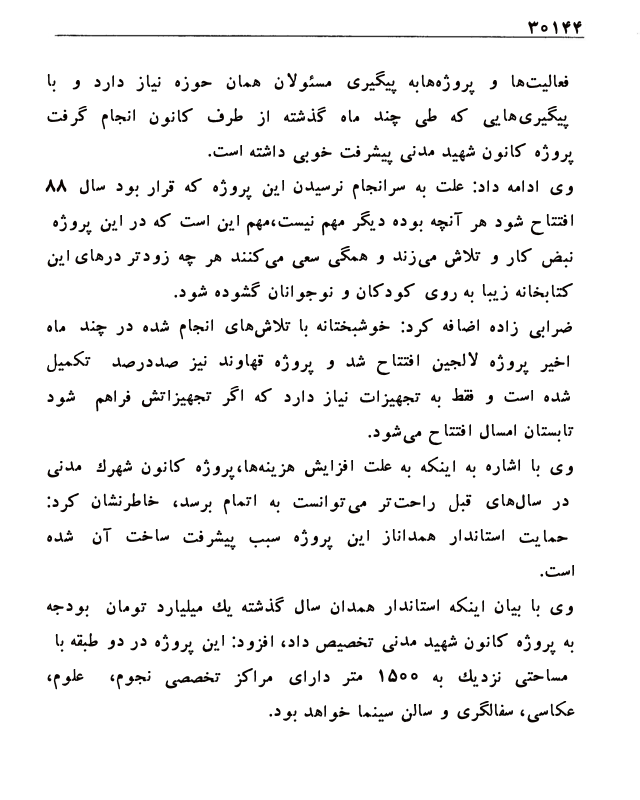 ۳۰۱۴۴
فعالیت‌ها و پروژه‌هابه پیگیری مسئولان همان حوزه نیاز دارد و با
پیگیری‌هایی که طی چند ماه گذشته از طرف کانون انجام گرفت
پروژه کانون شهید مدنی پیشرفت خوبی داشته است.
وی ادامه داد: علت به سرانجام نرسیدن این پروژه که قرار بود سال ۸۸
افتتاح شود هر آنچه بوده دیگر مهم نیست،مهم این است که در این پروژه
نبض کار و تلاش می‌زند و همگی سعی می‌کنند هر چه زودتر درهای این
کتابخانه زیبا به روی کودکان و نوجوانان گشوده شود.
ضرابی زاده اضافه کرد: خوشبختانه با تلاش‌های انجام شده در چند ماه
اخیر پروژه لالجین افتتاح شد و پروژه قهاوند نیز صددرصد تکمیل
شده است و فقط به تجهیزات نیاز دارد که اگر تجهیزاتش فراهم شود
تابستان امسال افتتاح می‌شود.
وی با اشاره به اینکه به علت افزایش هزینه‌ها،پروژه کانون شهرك مدنی
در سال‌های قبل راحت‌تر می‌توانست به اتمام برسد، خاطرنشان کرد:
حمایت استاندار همداناز این پروژه سبب پیشرفت ساخت آن شده
است.
وی با بیان اینکه استاندار همدان سال گذشته یك میلیارد تومان بودجه
به پروژه کانون شهید مدنی تخصیص داد، افزود: این پروژه در دو طبقه با
مساحتی نزدیك به ۱۵۰۰ متر دارای مراکز تخصصی نجوم، علوم،
عکاسی، سفالگری و سالن سینما خواهد بود.